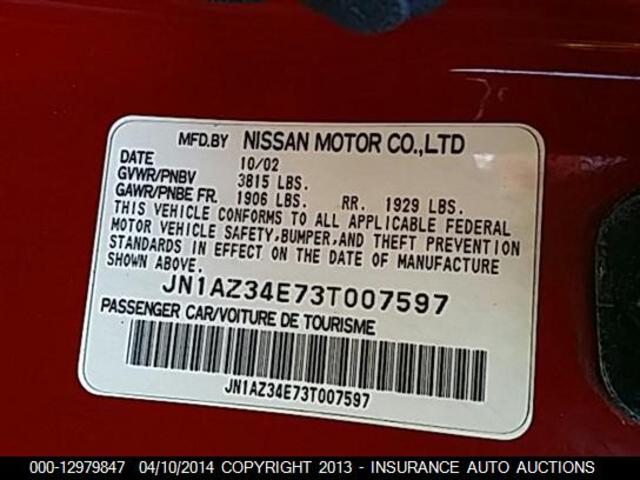 MFD.BY NISSAN MOTOR CO.,LTD
DATE 10/02
GVWR/PNBV 3815 LBS.
GAWR/PNBE FR. 1906 LBS. RR. 1929 LBS.
THIS VEHICLE CONFORMS TO ALL APPLICABLE FEDERAL
MOTOR VEHICLE SAFETY,BUMPER,AND THEFT PREVENTION
STANDARDS IN EFFECT ON THE DATE OF MANUFACTURE
SHOWN ABOVE.
JN1AZ34E73T007597
PASSENGER CAR/VOITURE DE TOURISME
JN1AZ34E73T007597
000-12979847 04/10/2014 COPYRIGHT 2013 - INSURANCE AUTO AUCTIONS